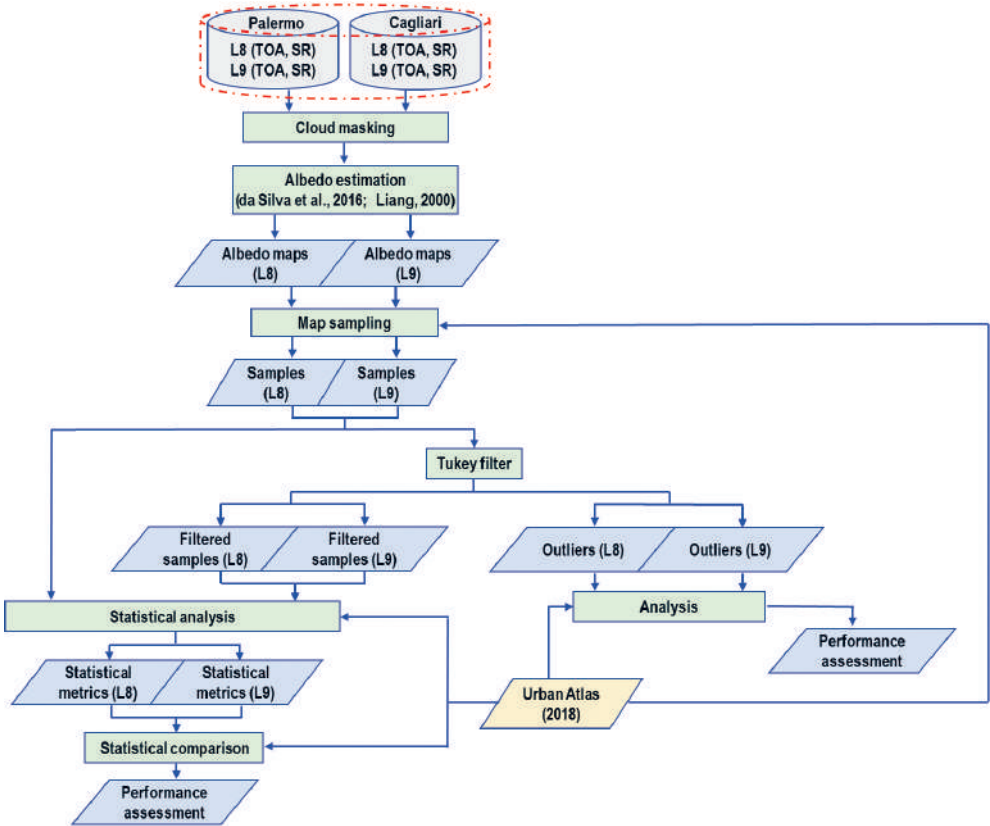 Palermo
L8 (TOA, SR)
L9 (TOA, SR)
Cagliari
L8 (TOA, SR)
L9 (TOA, SR)
Cloud masking
Albedo estimation
(da Silva et al., 2016; Liang, 2000)
Albedo maps
(L8)
Albedo maps
(L9)
Map sampling
Samples
(L8)
Samples
(L9)
Tukey filter
Filtered
samples (L8)
Filtered
samples (L9)
Outliers (L8)
Outliers (L9)
Statistical analysis
Analysis
Performance
assessment
Statistical
metrics (L8)
Statistical
metrics (L9)
Urban Atlas
(2018)
Statistical comparison
Performance
assessment